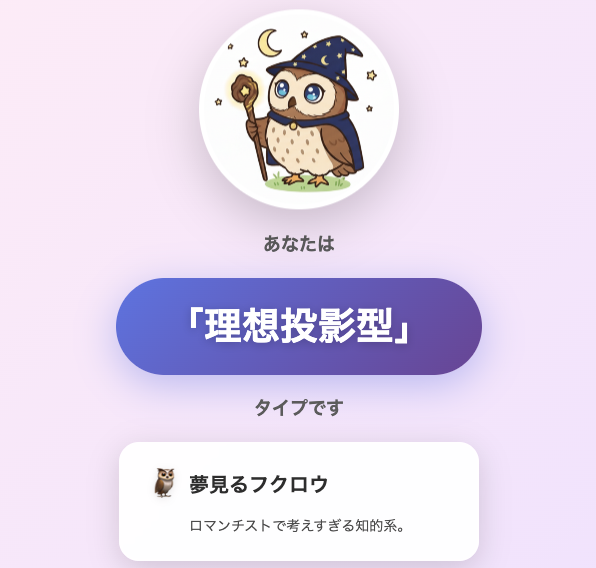 あなたは
「理想投影型」
タイプです
夢見るフクロウ
ロマンチストで考えすぎる知的系。